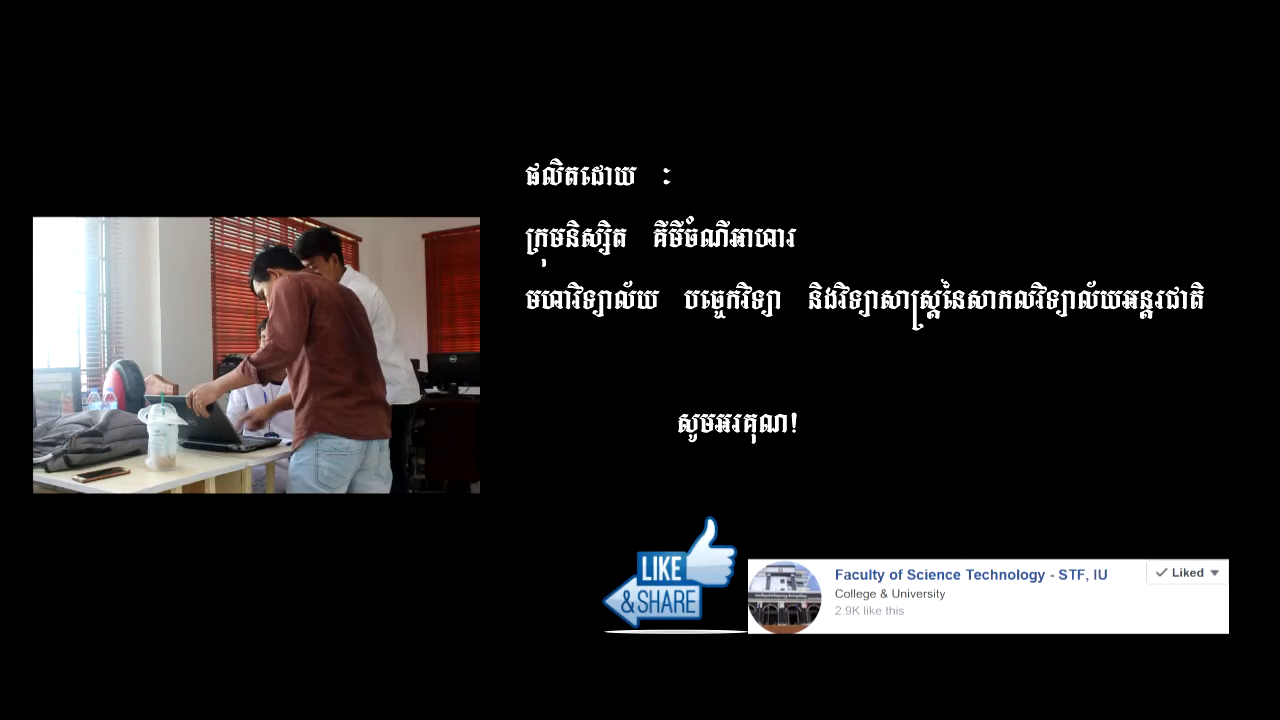 ផលិតដោយ ៈ
ក្រុមនិស្សិត គីមីចំណីអាហារ
មហាវិទ្យាល័យ បច្ចេកវិទ្យា និងវិទ្យាសាស្ត្រនៃសាកលវិទ្យាល័យអន្តរជាតិ
សូមអរគុណ!
LIKE
& SHARE
Faculty of Science Technology - STF, IU
Liked
College & University
2.9K like this